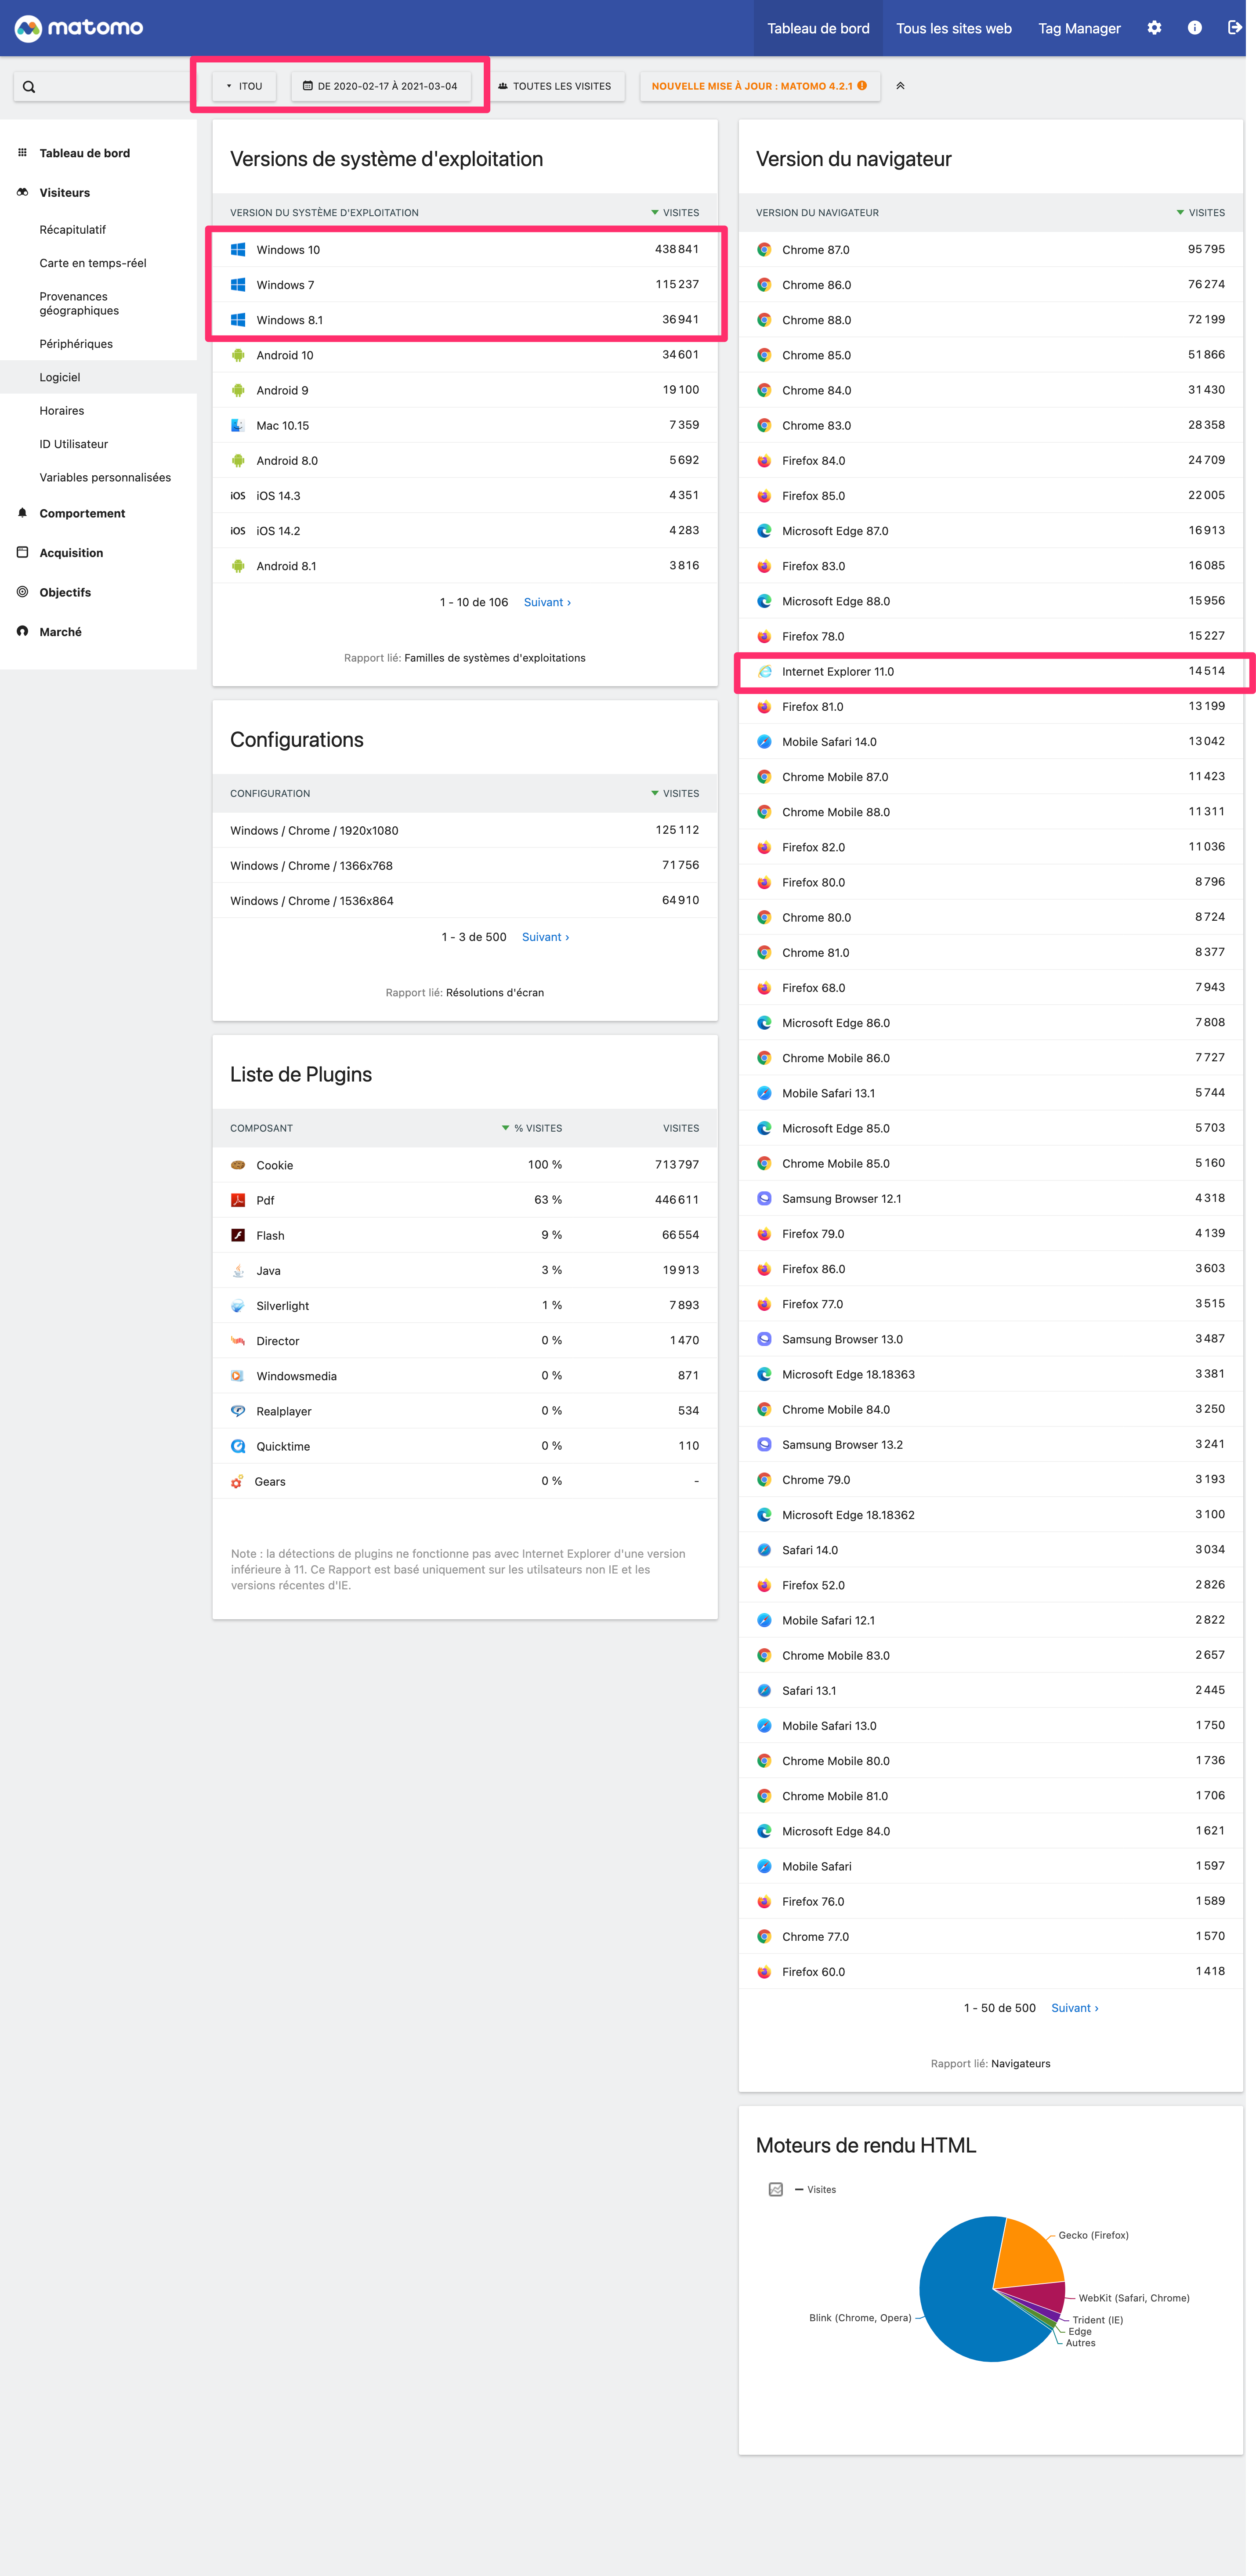 matomo
Tableau de bord
Tous les sites web
Tag Manager
ITOU
DE 2020-02-17 À 2021-03-04
TOUTES LES VISITES
NOUVELLE MISE À JOUR : MATOMO 4.2.1
Tableau de bord
Visiteurs
Récapitulatif
Carte en temps-réel
Provenances
géographiques
Périphériques
Logiciel
Horaires
ID Utilisateur
Variables personnalisées
Comportement
Acquisition
Objectifs
Marché
Versions de système d'exploitation
VERSION DU SYSTÈME D'EXPLOITATION VISITES
Windows 10 438 841
Windows 7 115 237
Windows 8.1 36 941
Android 10 34 601
Android 9 19 100
Mac 10.15 7 359
Android 8.0 5 692
iOS iOS 14.3 4 351
iOS iOS 14.2 4 283
Android 8.1 3 816
1 - 10 de 106 Suivant ›
Rapport lié: Familles de systèmes d'exploitations
Configurations
CONFIGURATION VISITES
Windows / Chrome / 1920x1080 125 112
Windows / Chrome / 1366x768 71 756
Windows / Chrome / 1536x864 64 910
1 - 3 de 500 Suivant ›
Rapport lié: Résolutions d'écran
Liste de Plugins
COMPOSANT % VISITES VISITES
Cookie 100 % 713 797
Pdf 63 % 446 611
Flash 9 % 66 554
Java 3 % 19 913
Silverlight 1 % 7 893
Director 0 % 1 470
Windowsmedia 0 % 871
Realplayer 0 % 534
Quicktime 0 % 110
Gears 0 % -
Note : la détections de plugins ne fonctionne pas avec Internet Explorer d'une version
inférieure à 11. Ce Rapport est basé uniquement sur les utilsateurs non IE et les
versions récentes d'IE.
Version du navigateur
VERSION DU NAVIGATEUR VISITES
Chrome 87.0 95 795
Chrome 86.0 76 274
Chrome 88.0 72 199
Chrome 85.0 51 866
Chrome 84.0 31 430
Chrome 83.0 28 358
Firefox 84.0 24 709
Firefox 85.0 22 005
Microsoft Edge 87.0 16 913
Firefox 83.0 16 085
Microsoft Edge 88.0 15 956
Firefox 78.0 15 227
Internet Explorer 11.0 14 514
Firefox 81.0 13 199
Mobile Safari 14.0 13 042
Chrome Mobile 87.0 11 423
Chrome Mobile 88.0 11 311
Firefox 82.0 11 036
Firefox 80.0 8 796
Chrome 80.0 8 724
Chrome 81.0 8 377
Firefox 68.0 7 943
Microsoft Edge 86.0 7 808
Chrome Mobile 86.0 7 727
Mobile Safari 13.1 5 744
Microsoft Edge 85.0 5 703
Chrome Mobile 85.0 5 160
Samsung Browser 12.1 4 318
Firefox 79.0 4 139
Firefox 86.0 3 603
Firefox 77.0 3 515
Samsung Browser 13.0 3 487
Microsoft Edge 18.18363 3 381
Chrome Mobile 84.0 3 250
Samsung Browser 13.2 3 241
Chrome 79.0 3 193
Microsoft Edge 18.18362 3 100
Safari 14.0 3 034
Firefox 52.0 2 826
Mobile Safari 12.1 2 822
Chrome Mobile 83.0 2 657
Safari 13.1 2 445
Mobile Safari 13.0 1 750
Chrome Mobile 80.0 1 736
Chrome Mobile 81.0 1 706
Microsoft Edge 84.0 1 621
Mobile Safari 1 597
Firefox 76.0 1 589
Chrome 77.0 1 570
Firefox 60.0 1 418
1 - 50 de 500 Suivant ›
Rapport lié: Navigateurs
Moteurs de rendu HTML
Visites
Gecko (Firefox)
WebKit (Safari, Chrome)
Blink (Chrome, Opera)
Trident (IE)
Edge
Autres